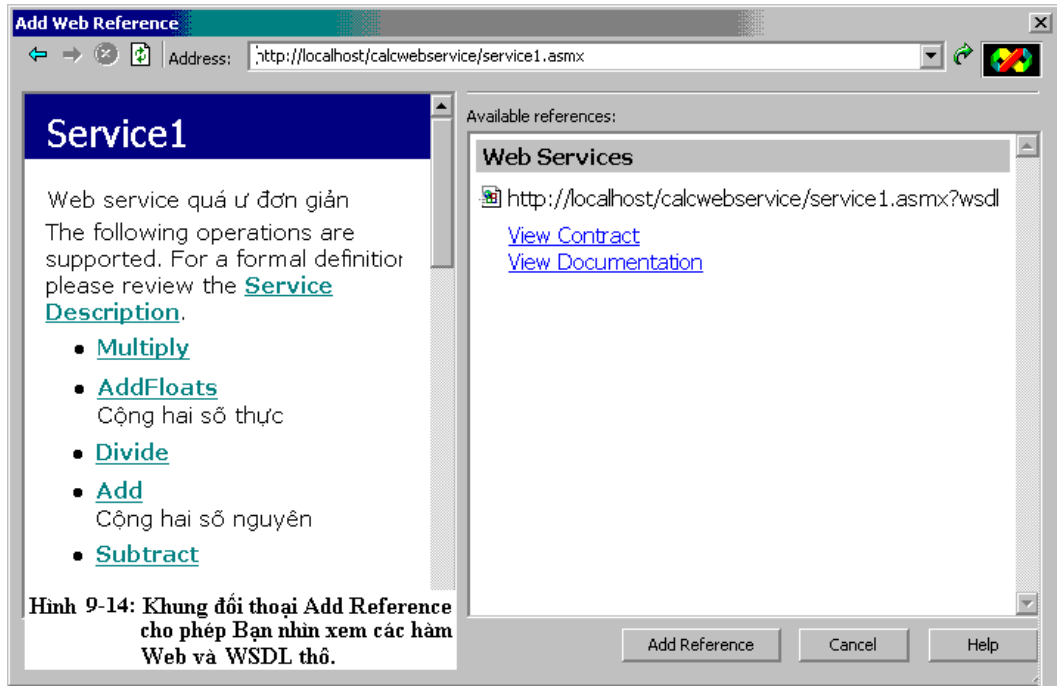 Add Web Reference
Address: http://localhost/calcwebservice/service1.asmx
Service1
Web service quá ư đơn giản
The following operations are
supported. For a formal definition
please review the Service
Description.
Multiply
AddFloats
Cộng hai số thực
Divide
Add
Cộng hai số nguyên
Subtract
Hình 9-14: Khung đối thoại Add Reference
cho phép Bạn nhìn xem các hàm
Web và WSDL thô.
Available references:
Web Services
http://localhost/calcwebservice/service1.asmx?wsdl
View Contract
View Documentation
Add Reference
Cancel
Help